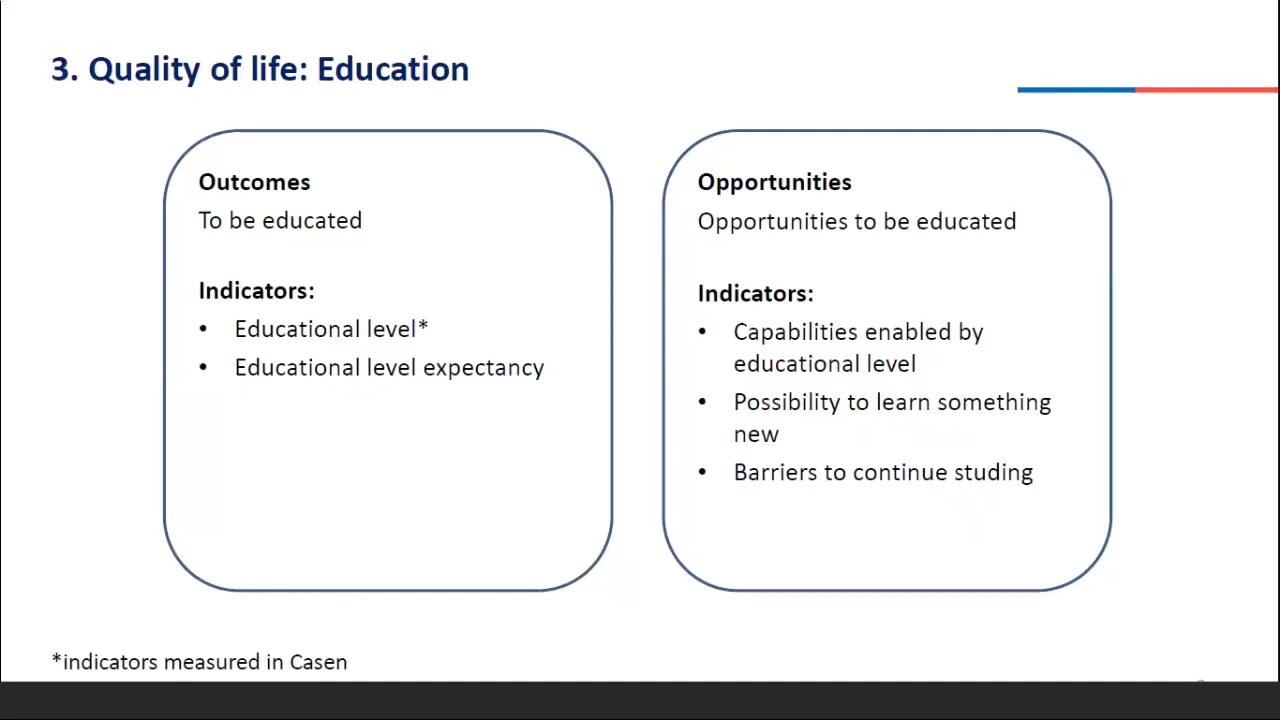 3. Quality of life: Education
Outcomes
To be educated
Indicators:
• Educational level*
• Educational level expectancy
Opportunities
Opportunities to be educated
Indicators:
• Capabilities enabled by
educational level
• Possibility to learn something
new
• Barriers to continue studing
*indicators measured in Casen